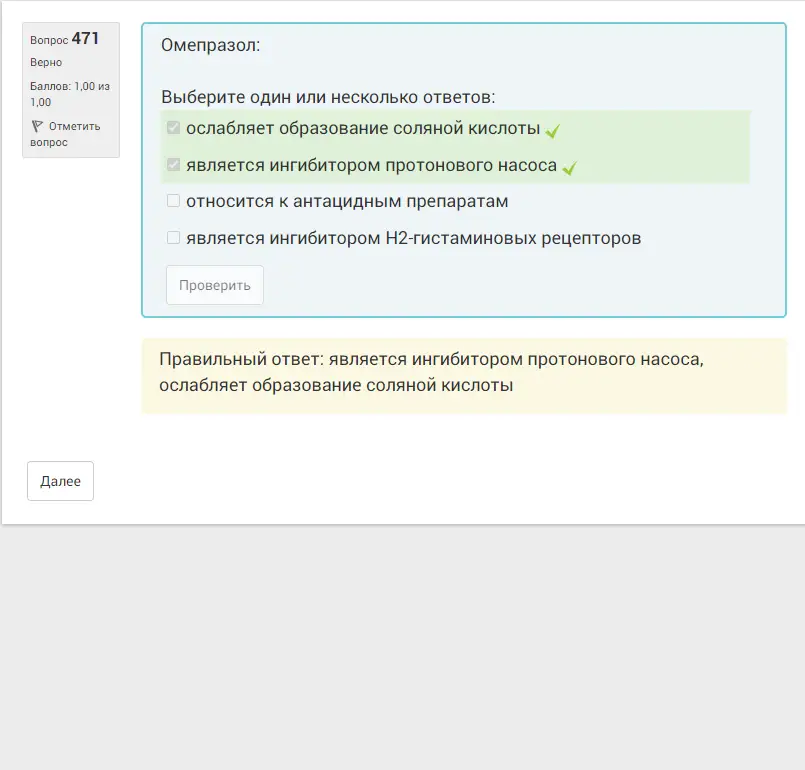 Вопрос 471
Верно
Баллов: 1,00 из
1,00
Отметить
вопрос
Омепразол:
Выберите один или несколько ответов:
ослабляет образование соляной кислоты
является ингибитором протонового насоса
относится к антацидным препаратам
является ингибитором Н2-гистаминовых рецепторов
Проверить
Правильный ответ: является ингибитором протонового насоса,
ослабляет образование соляной кислоты
Далее